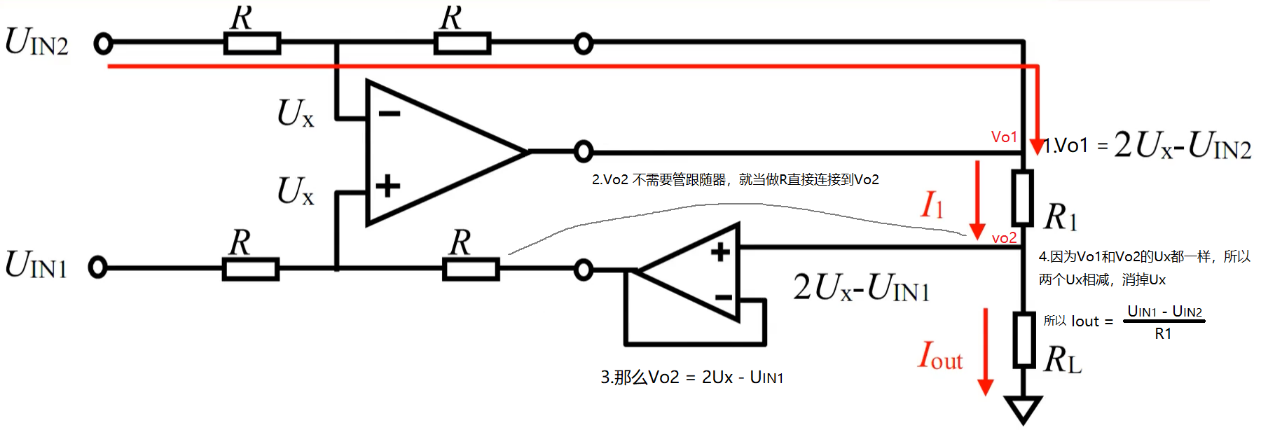 R
R
UIN2
Ux
Vo1
1.Vo1 = 2Ux-UIN2
2.Vo2 不需要管跟随器，就当做R直接连接到Vo2
Ux
I1
R1
R
R
vo2
UIN1
4.因为Vo1和Vo2的Ux都一样，所以
两个Ux相减，消掉Ux
2Ux-UIN1
所以 Iout = UIN1 - UIN2
R1
Iout
RL
3.那么Vo2 = 2Ux - UIN1